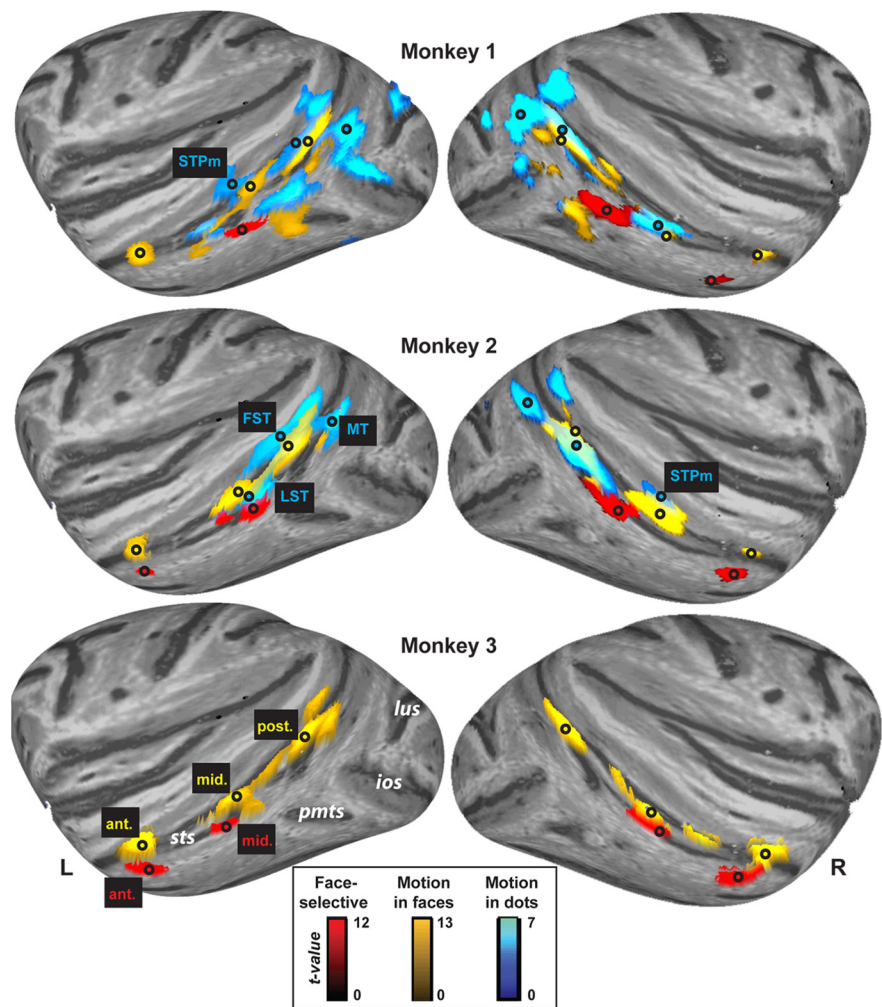 Monkey 1
STPm
Monkey 2
FST
MT
LST
STPm
Monkey 3
lus
post.
ios
mid.
pmts
ant.
sts
mid.
L
R
ant.
Face-
selective
Motion
in faces
Motion
in dots
t-value
12
0
13
0
7
0